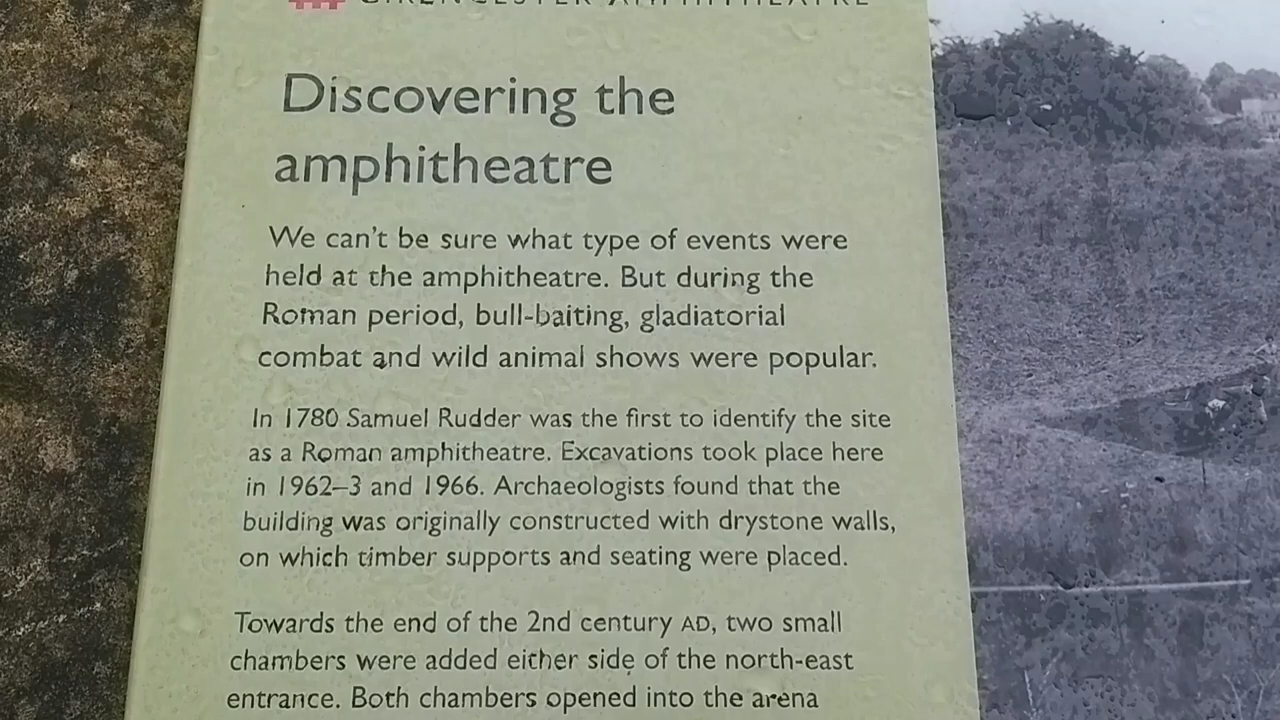 CIRENCESTER AMPHITHEATRE
Discovering the
amphitheatre
We can't be sure what type of events were
held at the amphitheatre. But during the
Roman period, bull-baiting, gladiatorial
combat and wild animal shows were popular.
In 1780 Samuel Rudder was the first to identify the site
as a Roman amphitheatre. Excavations took place here
in 1962–3 and 1966. Archaeologists found that the
building was originally constructed with drystone walls,
on which timber supports and seating were placed.
Towards the end of the 2nd century AD, two small
chambers were added either side of the north-east
entrance. Both chambers opened into the arena